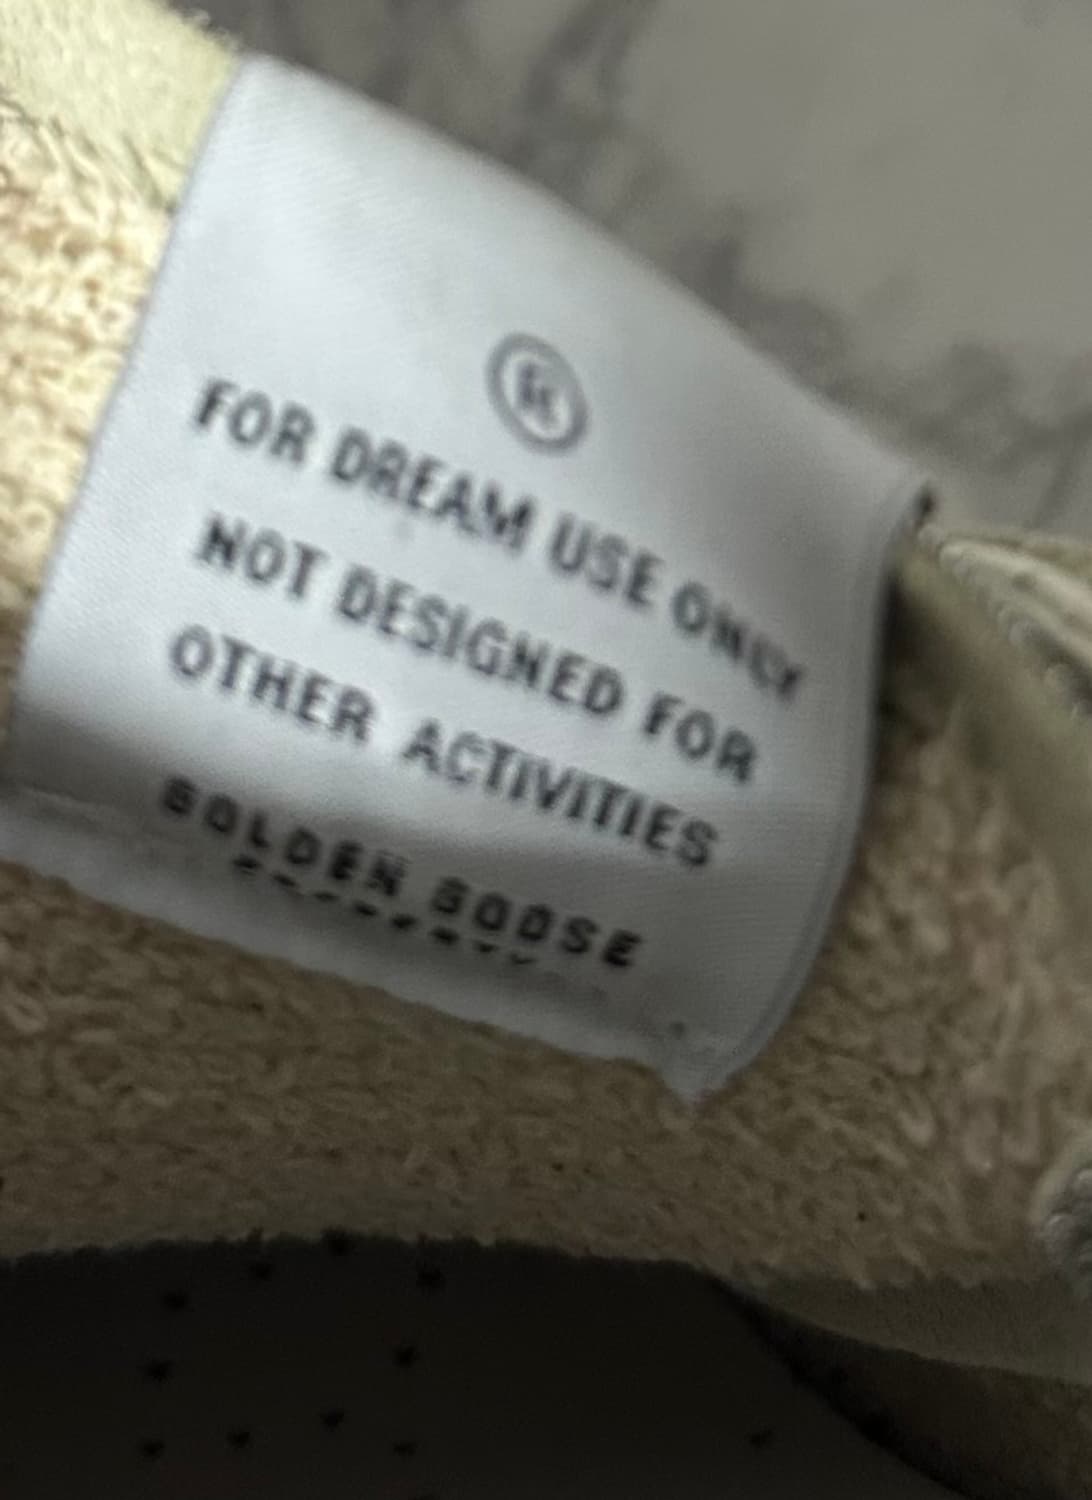 FOR DREAM USE ONLY
NOT DESIGNED FOR
OTHER ACTIVITIES
GOLDEN GOOSE